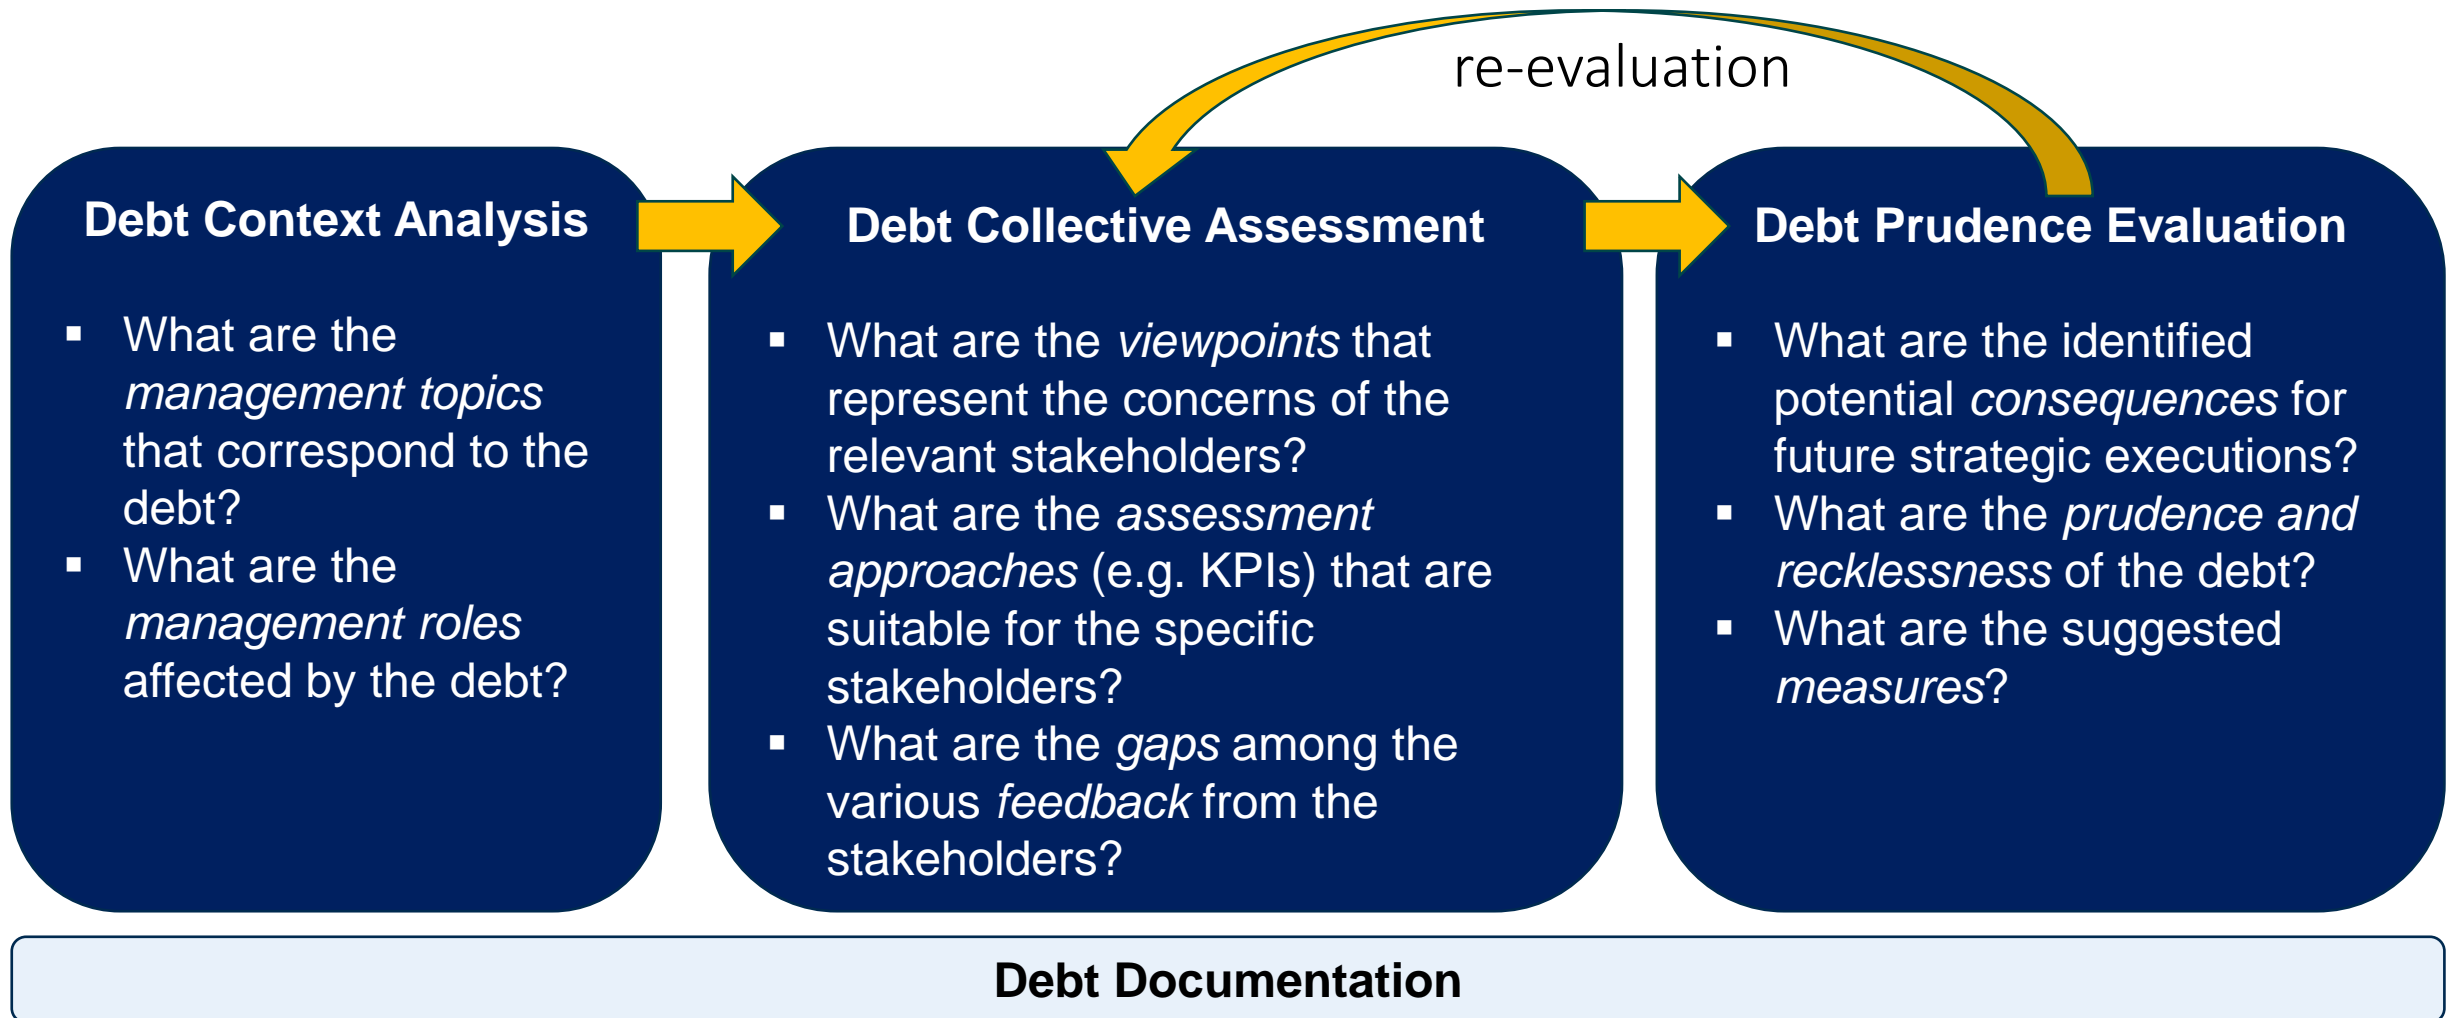 re-evaluation
Debt Context Analysis
▪ What are the
management topics
that correspond to the
debt?
▪ What are the
management roles
affected by the debt?
Debt Collective Assessment
▪ What are the viewpoints that
represent the concerns of the
relevant stakeholders?
▪ What are the assessment
approaches (e.g. KPIs) that are
suitable for the specific
stakeholders?
▪ What are the gaps among the
various feedback from the
stakeholders?
Debt Prudence Evaluation
▪ What are the identified
potential consequences for
future strategic executions?
▪ What are the prudence and
recklessness of the debt?
▪ What are the suggested
measures?
Debt Documentation